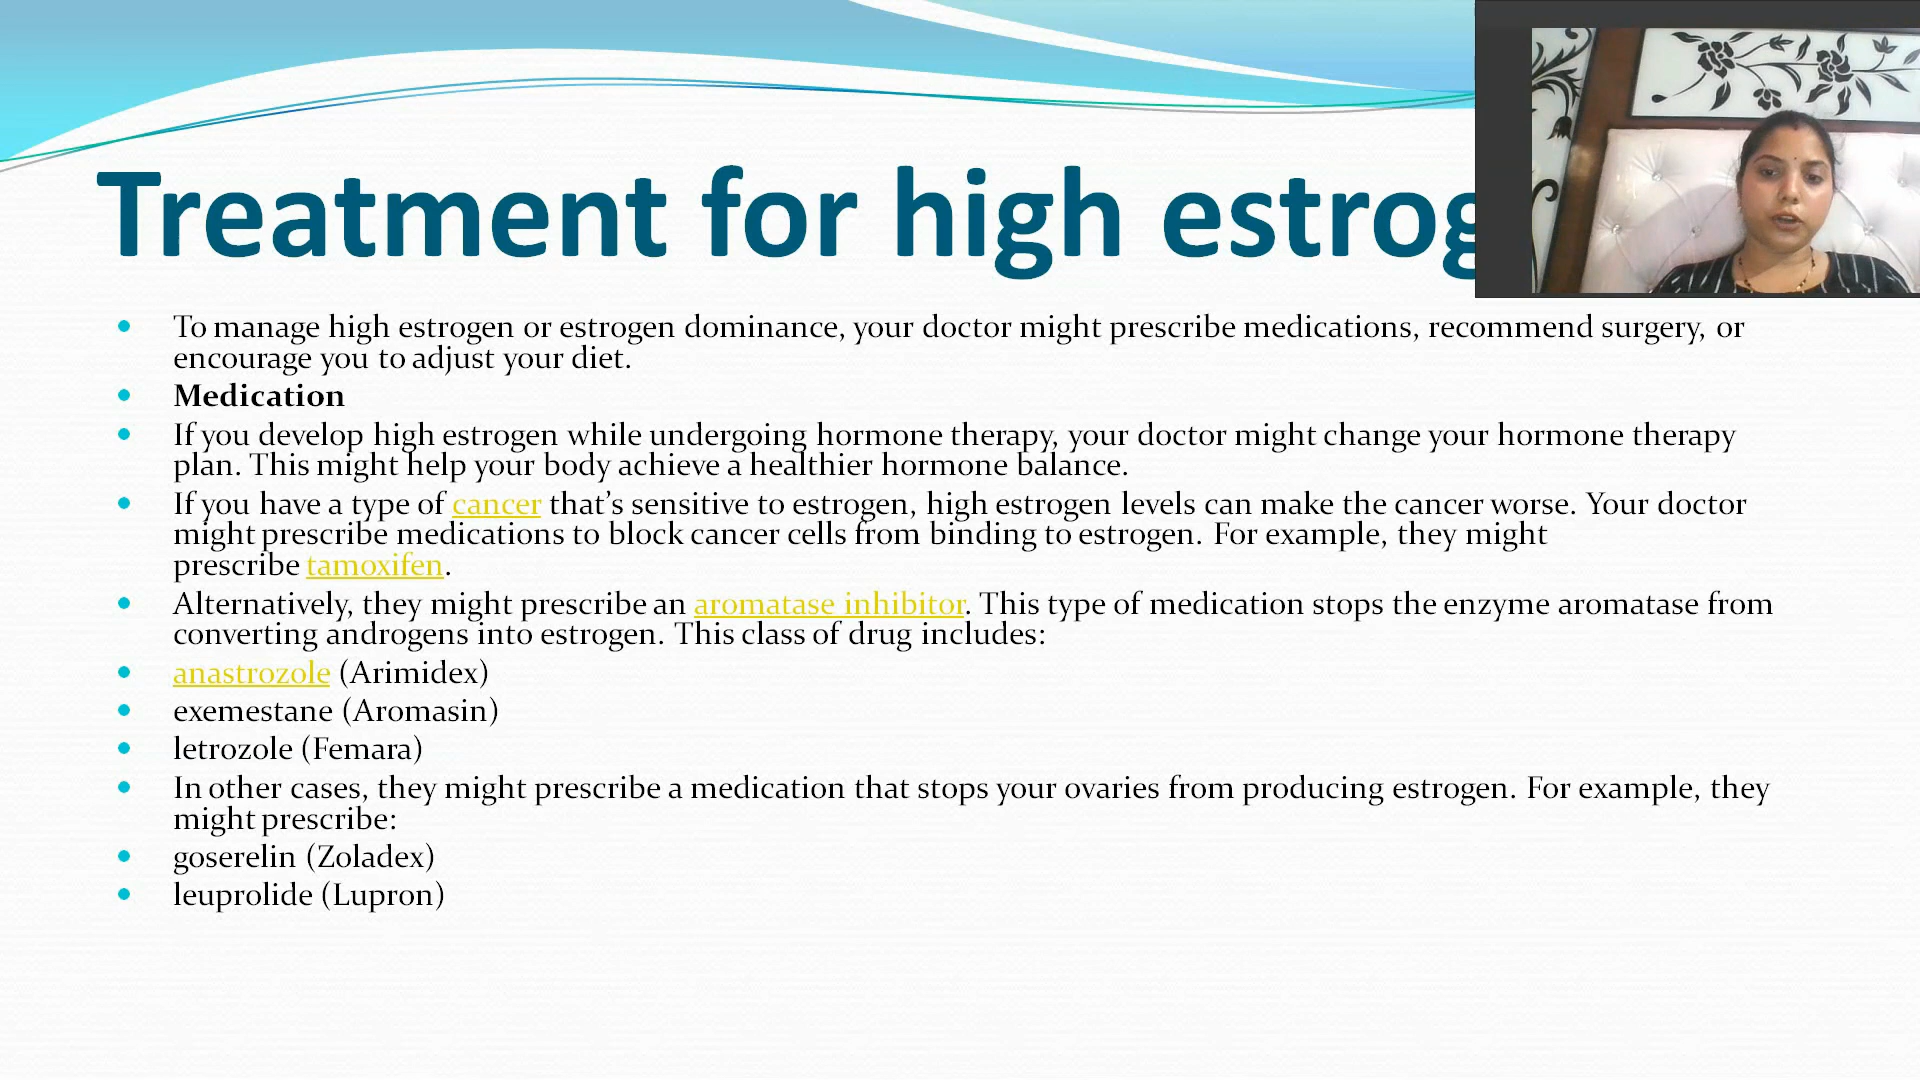 Treatment for high estrog
To manage high estrogen or estrogen dominance, your doctor might prescribe medications, recommend surgery, or
encourage you to adjust your diet.
Medication
If you develop high estrogen while undergoing hormone therapy, your doctor might change your hormone therapy
plan. This might help your body achieve a healthier hormone balance.
If you have a type of cancer that’s sensitive to estrogen, high estrogen levels can make the cancer worse. Your doctor
might prescribe medications to block cancer cells from binding to estrogen. For example, they might
prescribe tamoxifen.
Alternatively, they might prescribe an aromatase inhibitor. This type of medication stops the enzyme aromatase from
converting androgens into estrogen. This class of drug includes:
anastrozole (Arimidex)
exemestane (Aromasin)
letrozole (Femara)
In other cases, they might prescribe a medication that stops your ovaries from producing estrogen. For example, they
might prescribe:
goserelin (Zoladex)
leuprolide (Lupron)